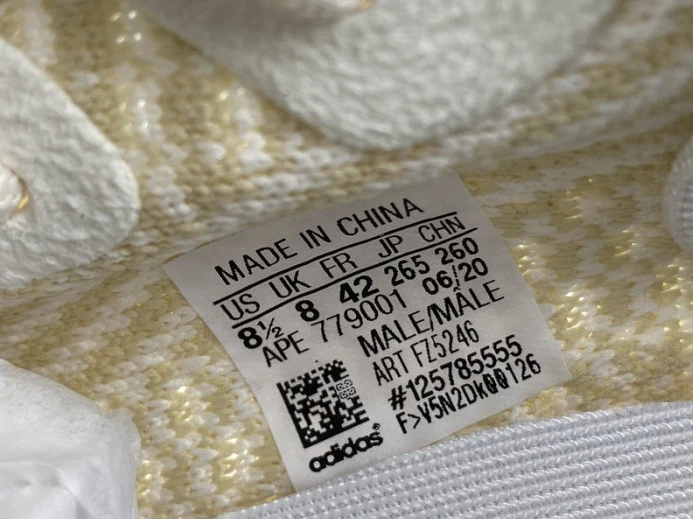 MADE IN CHINA
US UK FR JP CHN
8½ 8 42 265 260
APE 779001 06/20
MALE/MÂLE
ART FZ5246
#125785555
F>V5N2DK00126
adidas®